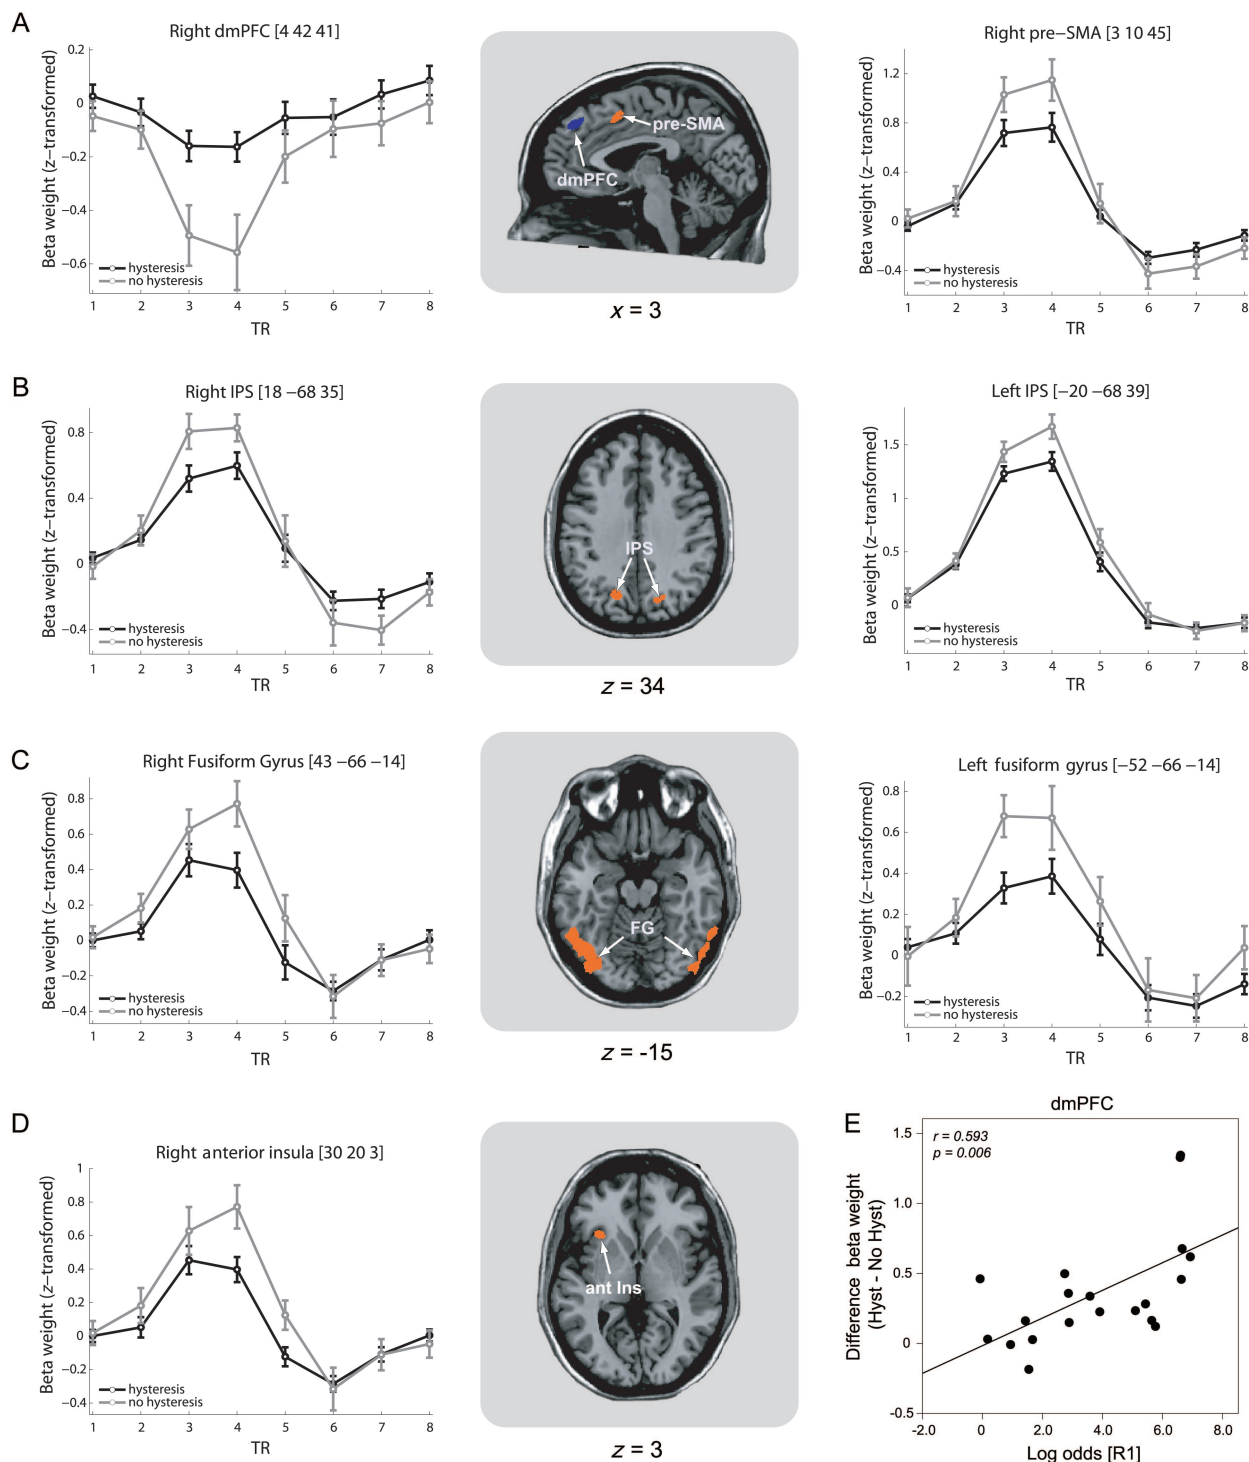 A
Right dmPFC [4 42 41]
Beta weight (z−transformed)
0.2
0
−0.2
−0.4
−0.6
hysteresis
no hysteresis
1 2 3 4 5 6 7 8
TR
pre-SMA
dmPFC
x = 3
Right pre−SMA [3 10 45]
Beta weight (z−transformed)
1.2
0.8
0.4
0
−0.4
hysteresis
no hysteresis
1 2 3 4 5 6 7 8
TR
B
Right IPS [18 −68 35]
Beta weight (z−transformed)
0.8
0.4
0
−0.4
hysteresis
no hysteresis
1 2 3 4 5 6 7 8
TR
IPS
z = 34
Left IPS [−20 −68 39]
Beta weight (z−transformed)
1.5
1
0.5
0
hysteresis
no hysteresis
1 2 3 4 5 6 7 8
TR
C
Right Fusiform Gyrus [43 −66 −14]
Beta weight (z−transformed)
0.8
0.6
0.4
0.2
0
−0.2
−0.4
hysteresis
no hysteresis
1 2 3 4 5 6 7 8
TR
FG
z = -15
Left fusiform gyrus [−52 −66 −14]
Beta weight (z−transformed)
0.8
0.6
0.4
0.2
0
−0.2
hysteresis
no hysteresis
1 2 3 4 5 6 7 8
TR
D
Right anterior insula [30 20 3]
Beta weight (z−transformed)
1
0.8
0.6
0.4
0.2
0
−0.2
−0.4
hysteresis
no hysteresis
1 2 3 4 5 6 7 8
TR
ant Ins
z = 3
E
dmPFC
r = 0.593
p = 0.006
Difference beta weight
(Hyst - No Hyst)
1.5
1.0
0.5
0
-0.5
-2.0 0 2.0 4.0 6.0 8.0
Log odds [R1]